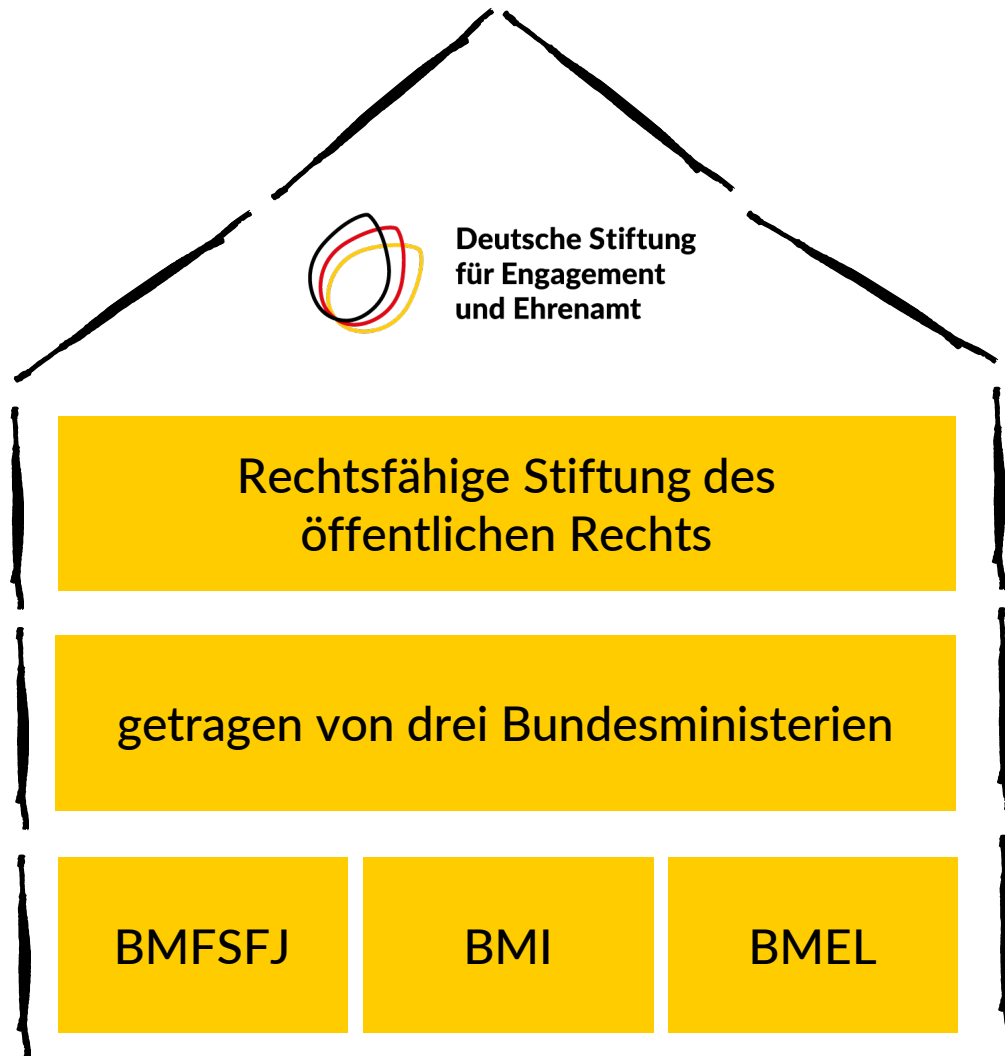 Deutsche Stiftung
für Engagement
und Ehrenamt
Rechtsfähige Stiftung des
öffentlichen Rechts
getragen von drei Bundesministerien
BMFSFJ
BMI
BMEL